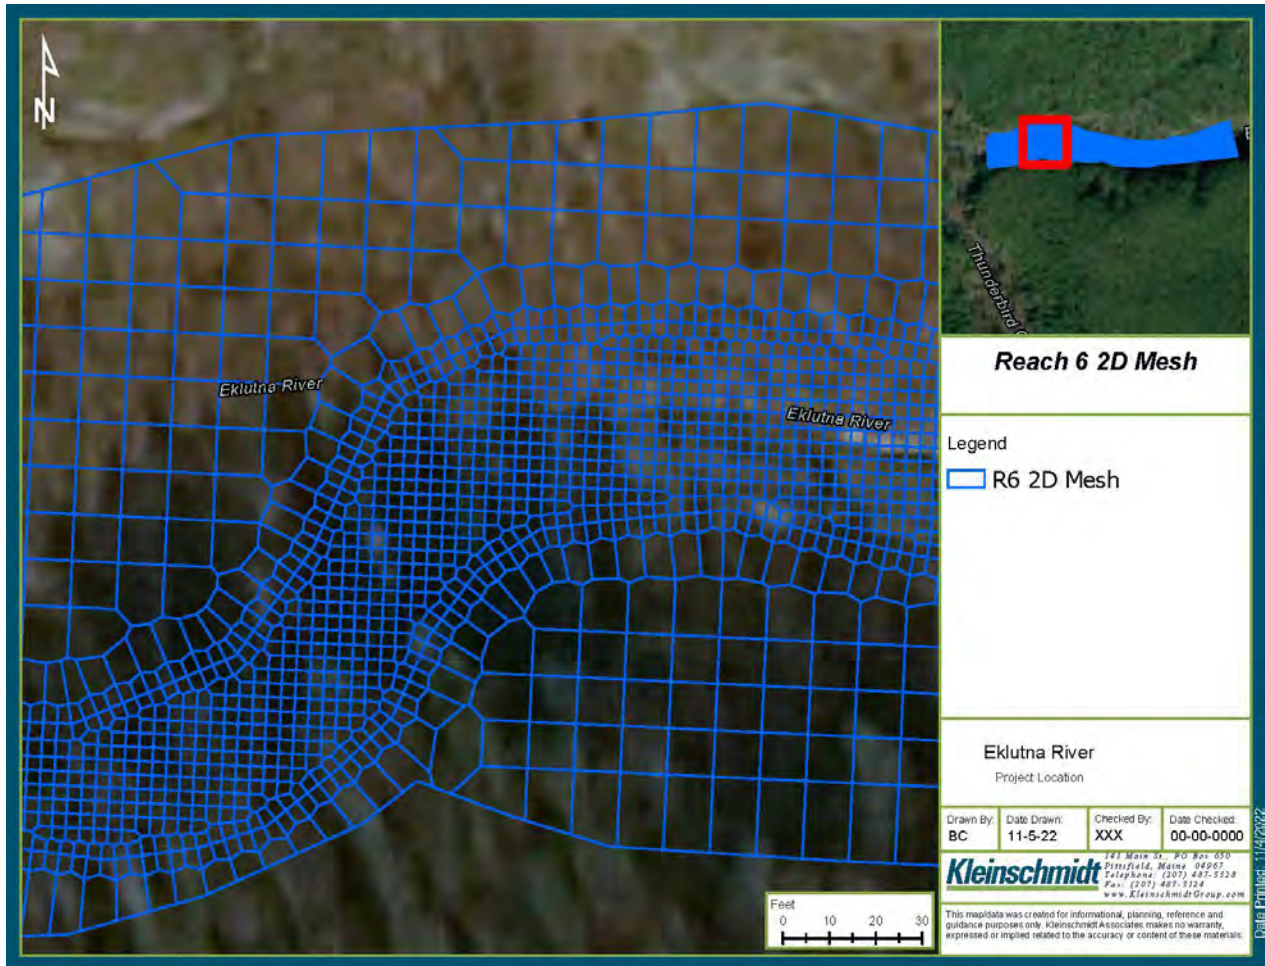 N
Eklutna River
Eklutna River
Feet
0 10 20 30
E
Thunderbird C
Reach 6 2D Mesh
Legend
R6 2D Mesh
Eklutna River
Project Location
Drawn By: Date Drawn: Checked By: Date Checked:
BC 11-5-22 XXX 00-00-0000
Kleinschmidt
141 Main St., PO Box 650
Pittsfield, Maine 04967
Telephone: (207) 487-3328
Fax: (207) 487-3124
www.KleinschmidtGroup.com
This map/data was created for informational, planning, reference and
guidance purposes only. Kleinschmidt Associates makes no warranty,
expressed or implied related to the accuracy or content of these materials.
Date Printed: 11/4/2022